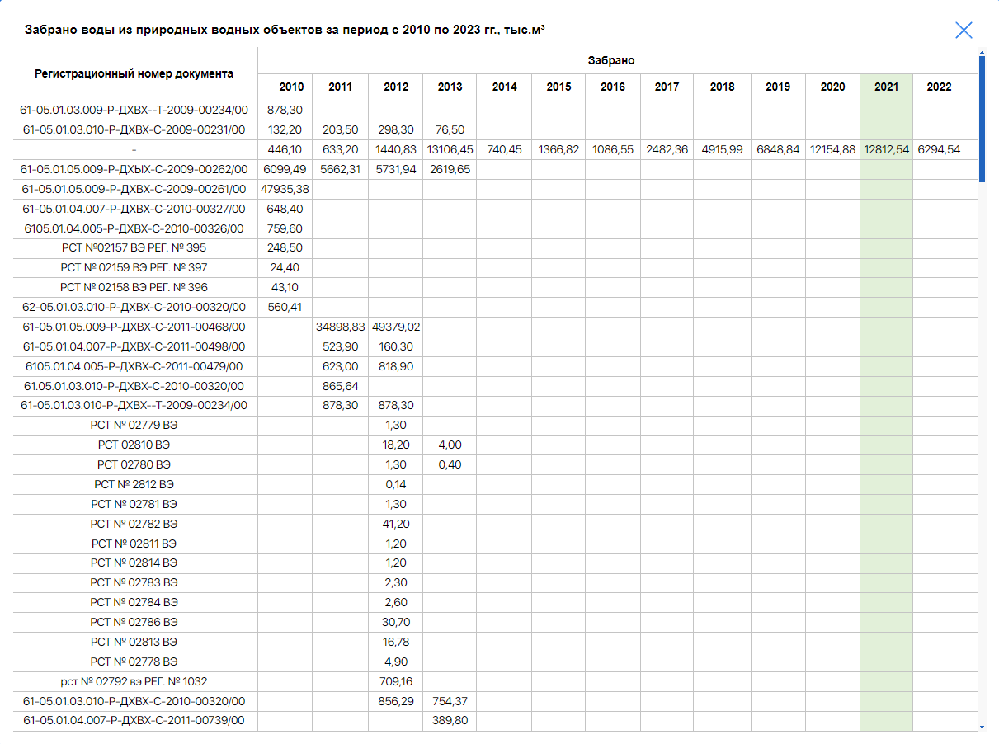 Забрано воды из природных водных объектов за период с 2010 по 2023 гг., тыс.м³
Забрано
Регистрационный номер документа
2010 2011 2012 2013 2014 2015 2016 2017 2018 2019 2020 2021 2022
61-05.01.03.009-Р-ДХВХ--Т-2009-00234/00 878,30
61-05.01.03.010-Р-ДХВХ-С-2009-00231/00 132,20 203,50 298,30 76,50
- 446,10 633,20 1440,83 13106,45 740,45 1366,82 1086,55 2482,36 4915,99 6848,84 12154,88 12812,54 6294,54
61-05.01.05.009-Р-ДХЫХ-С-2009-00262/00 6099,49 5662,31 5731,94 2619,65
61-05.01.05.009-Р-ДХВХ-С-2009-00261/00 47935,38
61-05.01.04.007-Р-ДХВХ-С-2010-00327/00 648,40
6105.01.04.005-Р-ДХВХ-С-2010-00326/00 759,60
РСТ №02157 ВЭ РЕГ. № 395 248,50
РСТ № 02159 ВЭ РЕГ. № 397 24,40
РСТ № 02158 ВЭ РЕГ. № 396 43,10
62-05.01.03.010-Р-ДХВХ-С-2010-00320/00 560,41
61-05.01.05.009-Р-ДХВХ-С-2011-00468/00 34898,83 49379,02
61-05.01.04.007-Р-ДХВХ-С-2011-00498/00 523,90 160,30
6105.01.04.005-Р-ДХВХ-С-2011-00479/00 623,00 818,90
61.05.01.03.010-Р-ДХВХ-С-2010-00320/00 865,64
61-05.01.03.010-Р-ДХВХ--Т-2009-00234/00 878,30 878,30
РСТ № 02779 ВЭ 1,30
РСТ 02810 ВЭ 18,20 4,00
РСТ 02780 ВЭ 1,30 0,40
РСТ № 2812 ВЭ 0,14
РСТ № 02781 ВЭ 1,30
РСТ № 02782 ВЭ 41,20
РСТ № 02811 ВЭ 1,20
РСТ № 02814 ВЭ 1,20
РСТ № 02783 ВЭ 2,30
РСТ № 02784 ВЭ 2,60
РСТ № 02786 ВЭ 30,70
РСТ № 02813 ВЭ 16,78
РСТ № 02778 ВЭ 4,90
рст № 02792 вэ РЕГ. № 1032 709,16
61-05.01.03.010-Р-ДХВХ-С-2010-00320/00 856,29 754,37
61-05.01.04.007-Р-ДХВХ-С-2011-00739/00 389,80